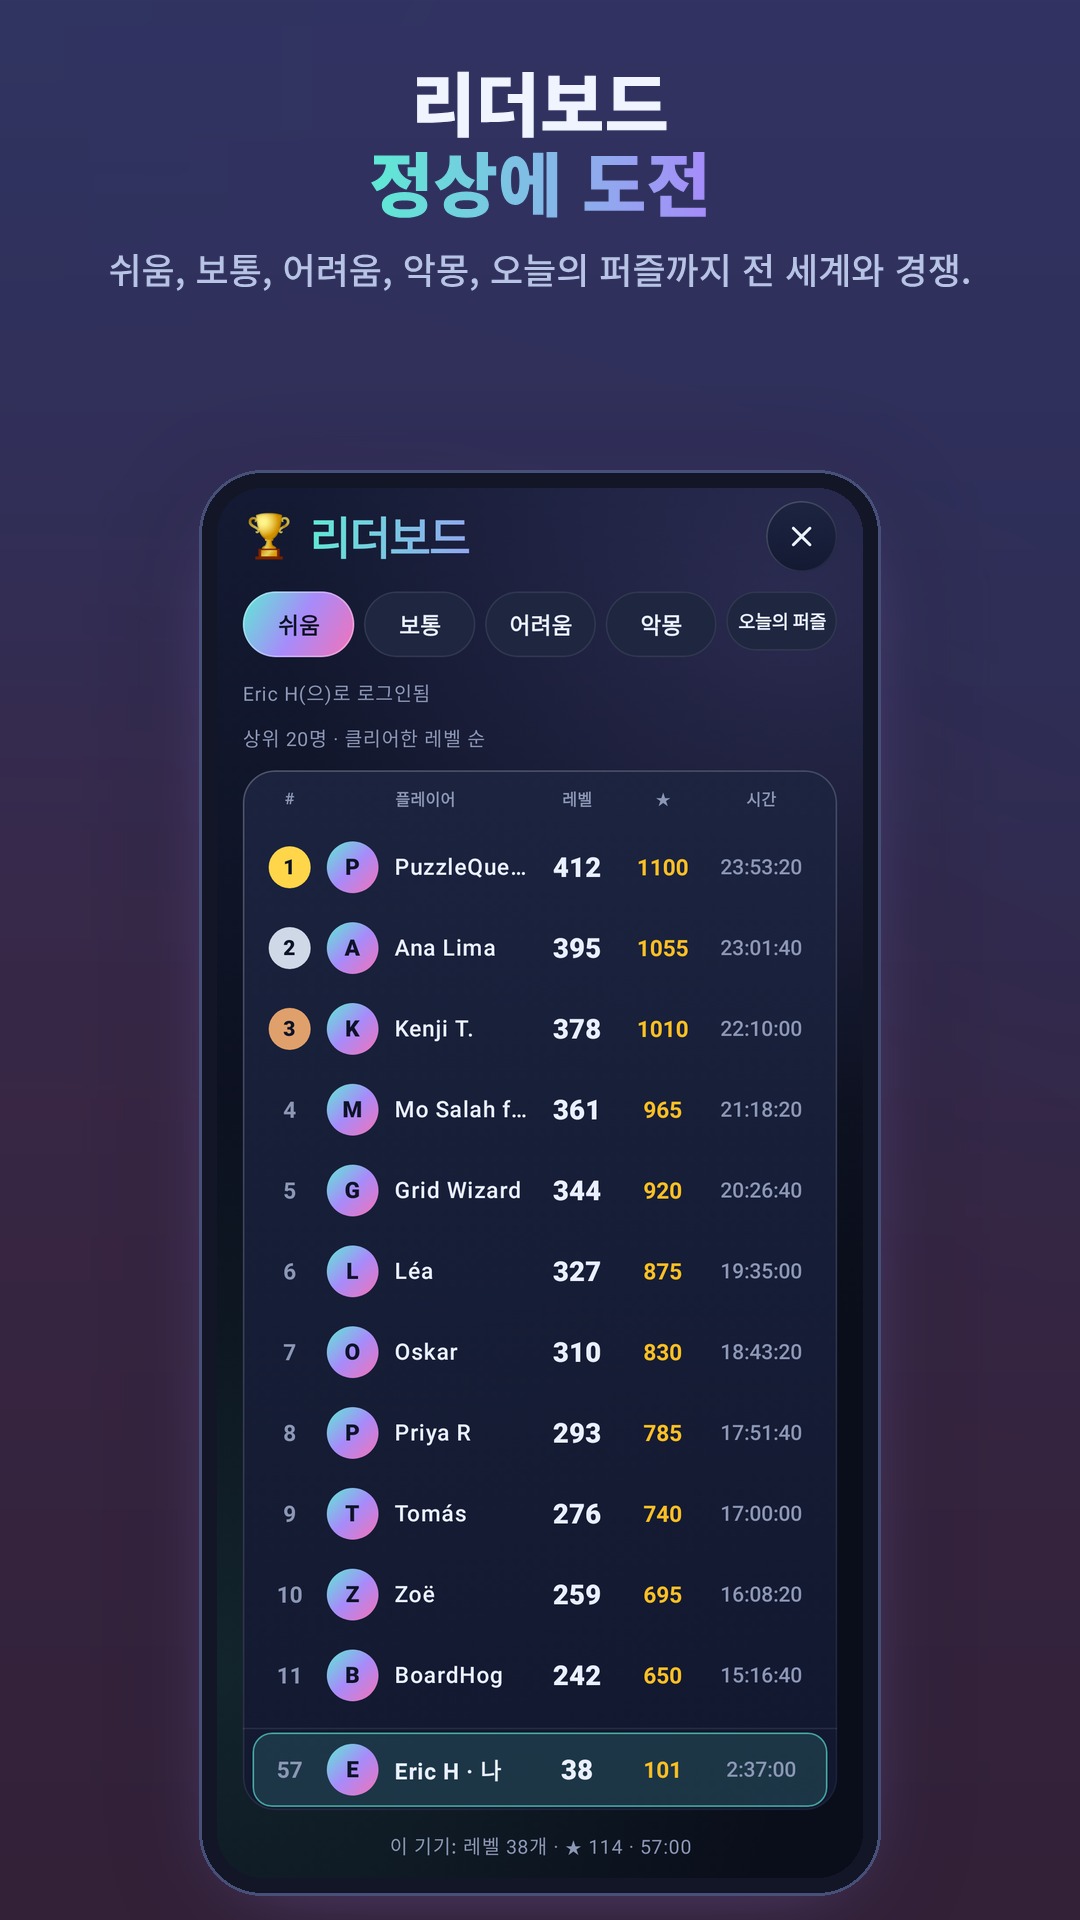 리더보드
정상에 도전
쉬움, 보통, 어려움, 악몽, 오늘의 퍼즐까지 전 세계와 경쟁.
🏆 리더보드 ✕
쉬움 보통 어려움 악몽 오늘의 퍼즐
Eric H(으)로 로그인됨
상위 20명 · 클리어한 레벨 순
# 플레이어 레벨 ★ 시간
1 P PuzzleQue... 412 1100 23:53:20
2 A Ana Lima 395 1055 23:01:40
3 K Kenji T. 378 1010 22:10:00
4 M Mo Salah f... 361 965 21:18:20
5 G Grid Wizard 344 920 20:26:40
6 L Léa 327 875 19:35:00
7 O Oskar 310 830 18:43:20
8 P Priya R 293 785 17:51:40
9 T Tomás 276 740 17:00:00
10 Z Zoë 259 695 16:08:20
11 B BoardHog 242 650 15:16:40
57 E Eric H · 나 38 101 2:37:00
이 기기: 레벨 38개 · ★ 114 · 57:00